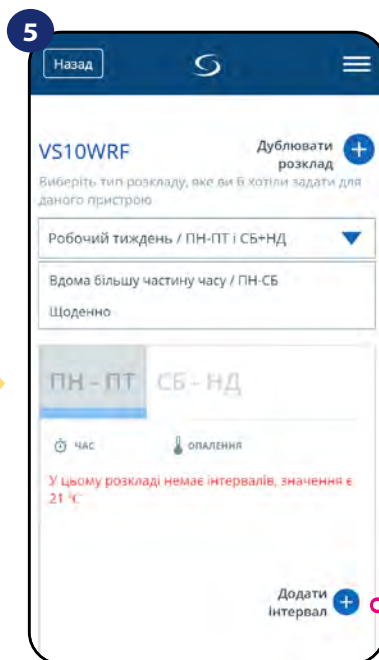 5
Назад
VS10WRF
Дублювати
розклад
Виберіть тип розкладу, яке ви б хотіли задати для
даного пристрою
Робочий тиждень / ПН-ПТ і СБ+НД
Вдома більшу частину часу / ПН-СБ
Щоденно
ПН - ПТ СБ - НД
ЧАС ОПАЛЕННЯ
У цьому розкладі немає інтервалів, значення є
21 °C
Додати
інтервал